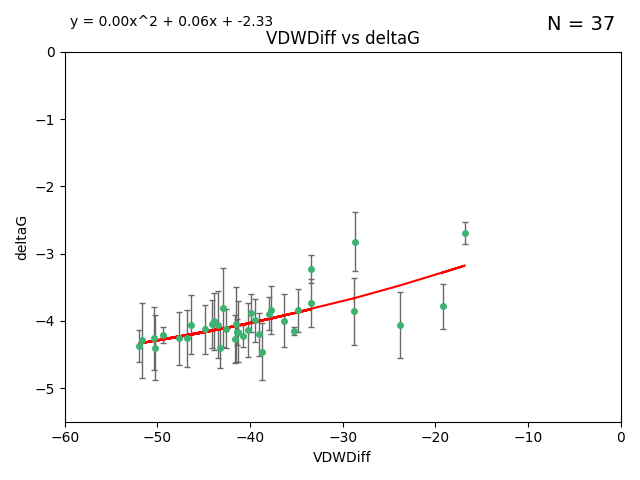 y = 0.00x^2 + 0.06x + -2.33
N = 37
VDWDiff vs deltaG
0
−1
−2
−3
−4
−5
deltaG
−60
−50
−40
−30
−20
−10
0
VDWDiff